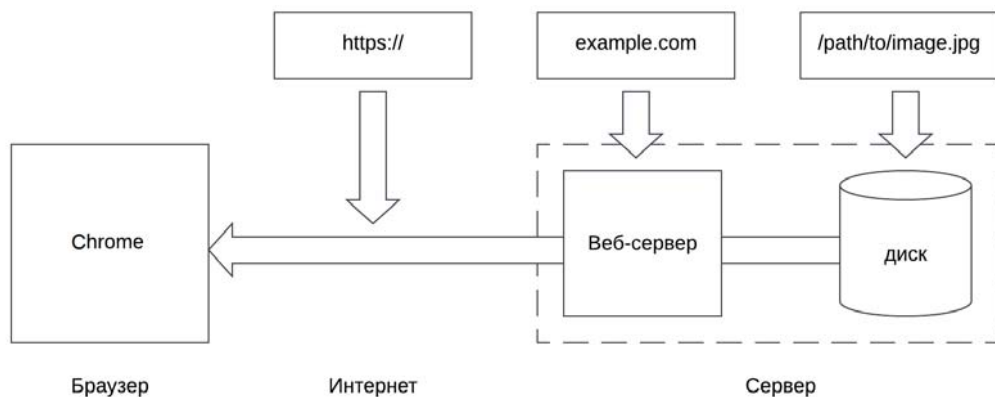 https://
example.com
/path/to/image.jpg
Chrome
Веб-сервер
диск
Браузер
Интернет
Сервер